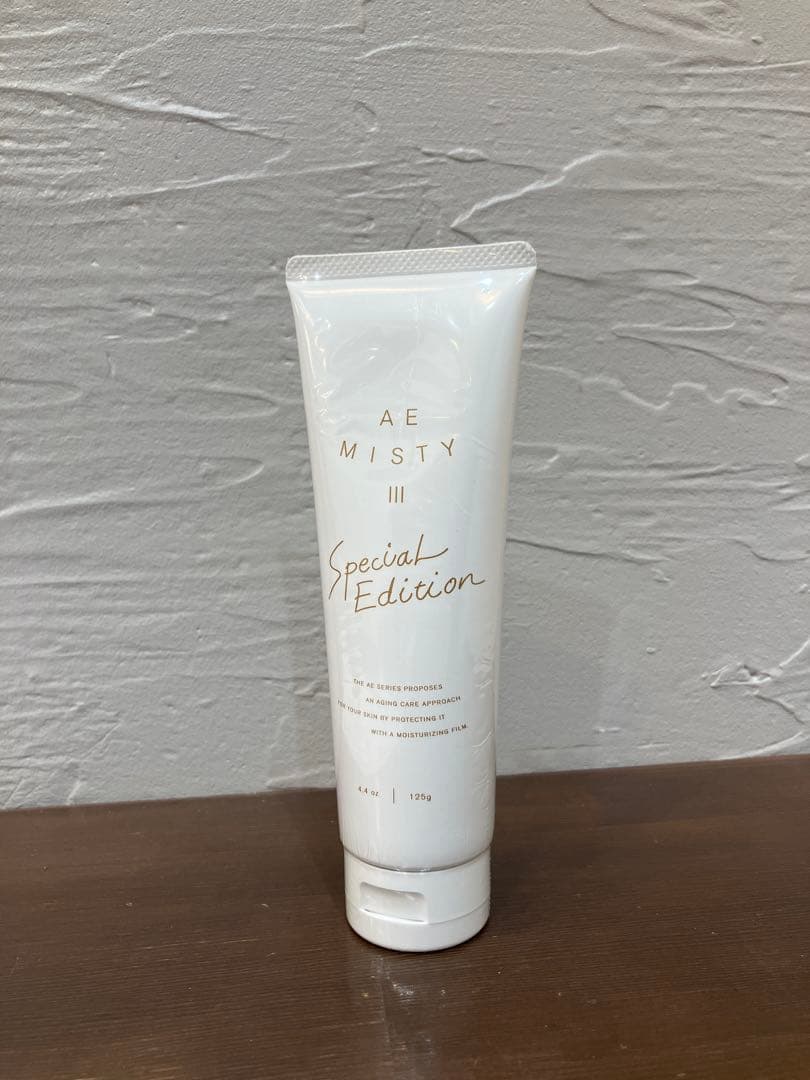 AE
MISTY
III
Special
Edition
THE AE SERIES PROPOSES
AN AGING CARE APPROACH
FOR YOUR SKIN BY PROTECTING IT
WITH A MOISTURIZING FILM.
4.4 oz | 125g